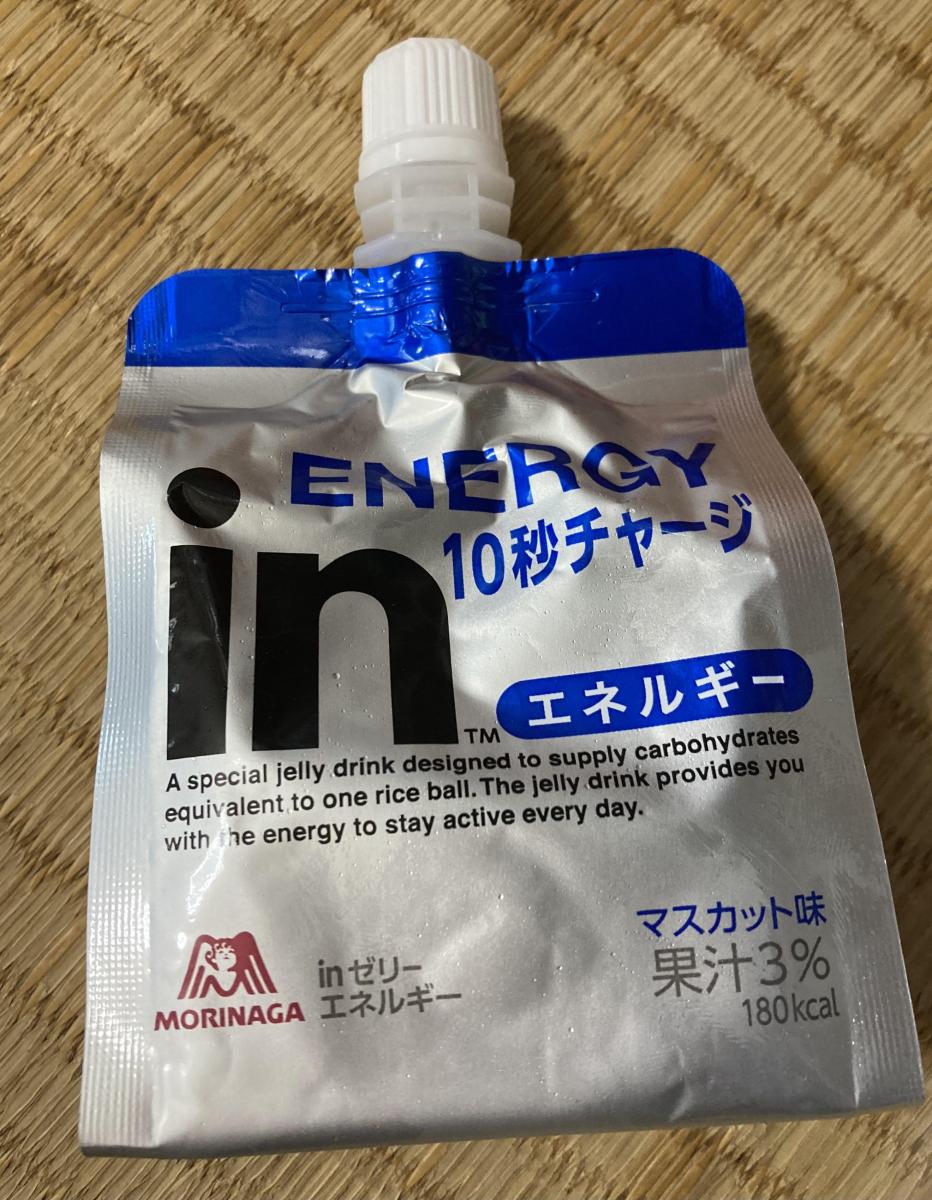 ENERGY
10秒チャージ
in
TM
エネルギー
A special jelly drink designed to supply carbohydrates
equivalent to one rice ball. The jelly drink provides you
with the energy to stay active every day.
マスカット味
果汁3%
180kcal
MORINAGA
inゼリー
エネルギー